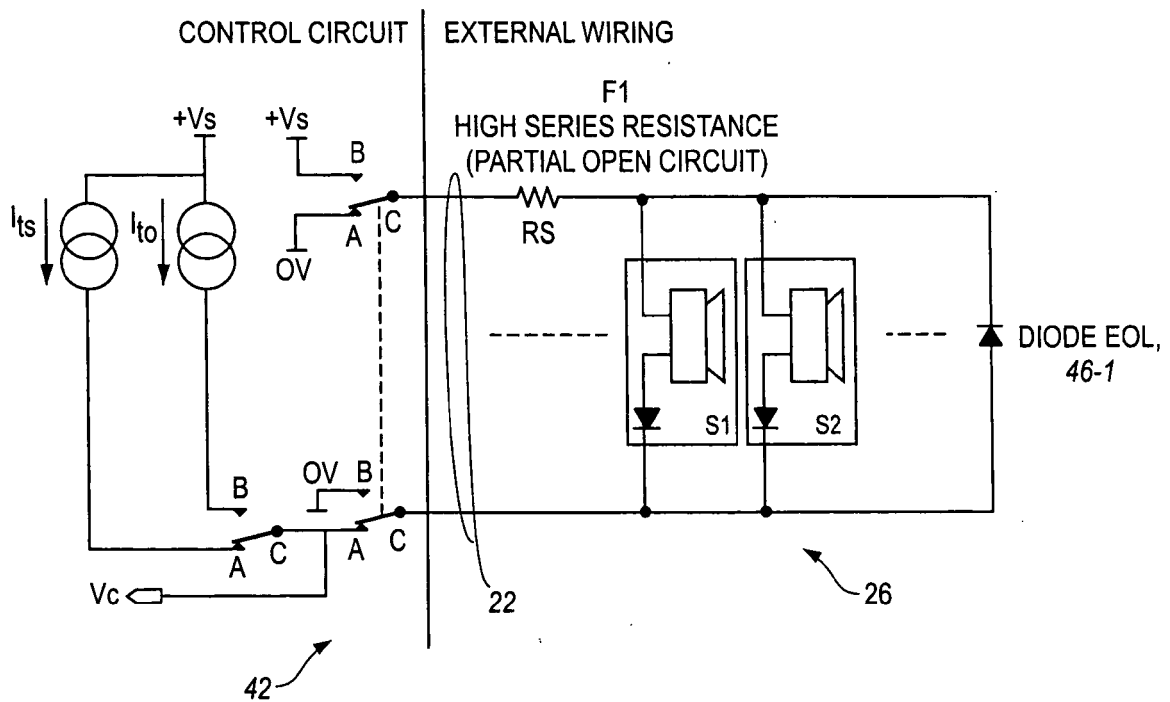 CONTROL CIRCUIT
EXTERNAL WIRING
F1
HIGH SERIES RESISTANCE
(PARTIAL OPEN CIRCUIT)
+Vs
+Vs
B
A
C
OV
Its
Ito
RS
S1
S2
DIODE EOL,
46-1
OV
B
B
A
C
A
C
Vc
22
26
42